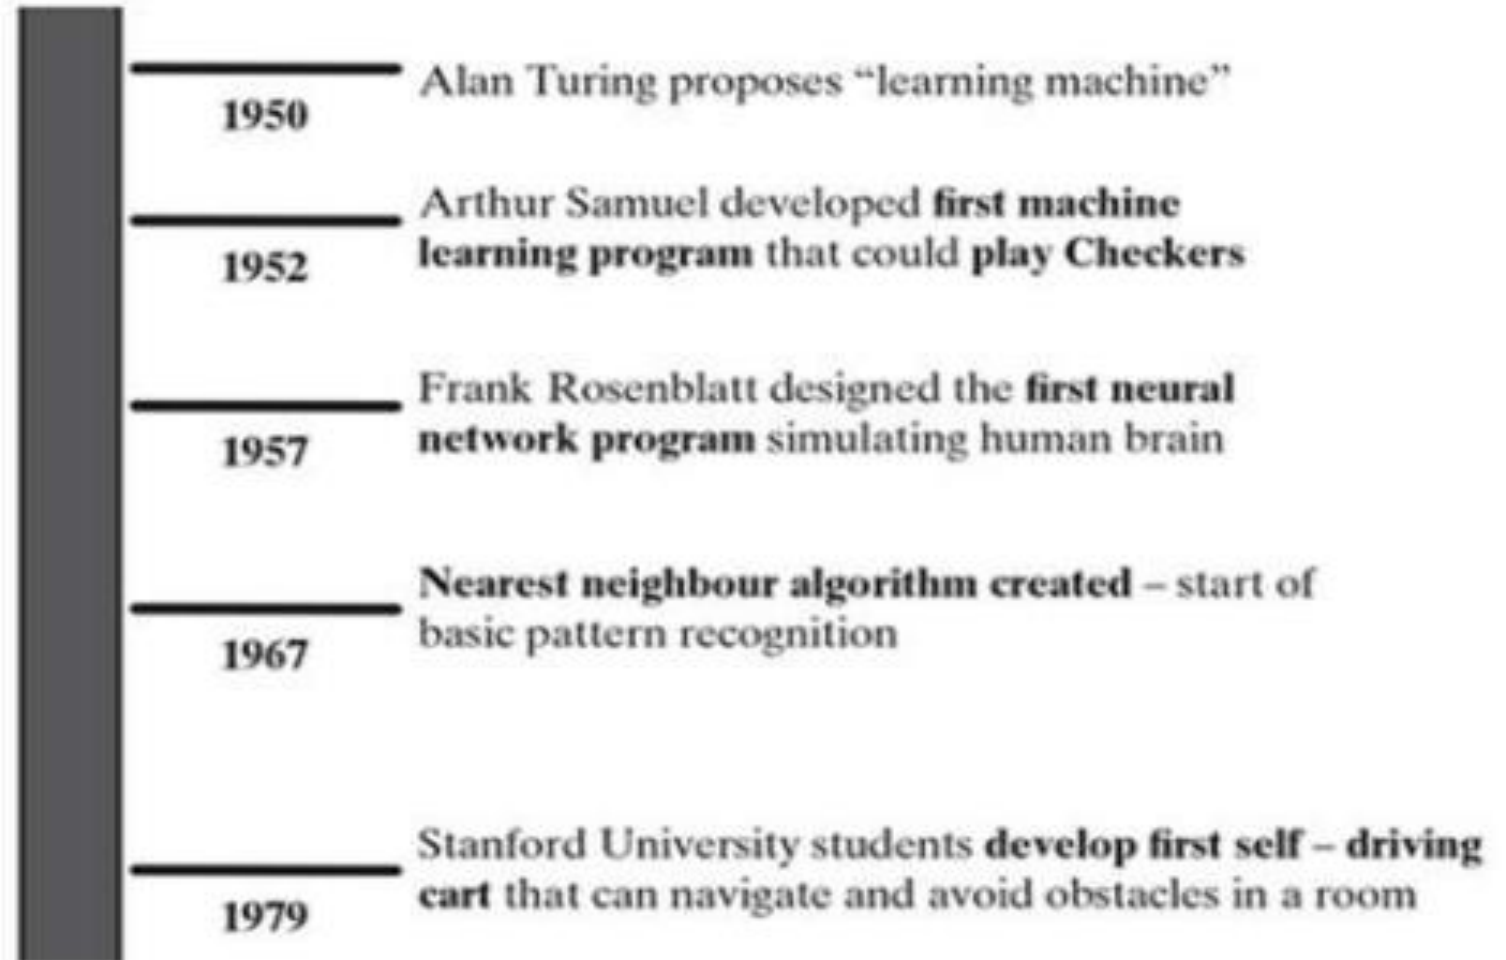 Alan Turing proposes “learning machine”
1950
Arthur Samuel developed first machine
learning program that could play Checkers
1952
Frank Rosenblatt designed the first neural
network program simulating human brain
1957
Nearest neighbour algorithm created – start of
basic pattern recognition
1967
Stanford University students develop first self – driving
cart that can navigate and avoid obstacles in a room
1979